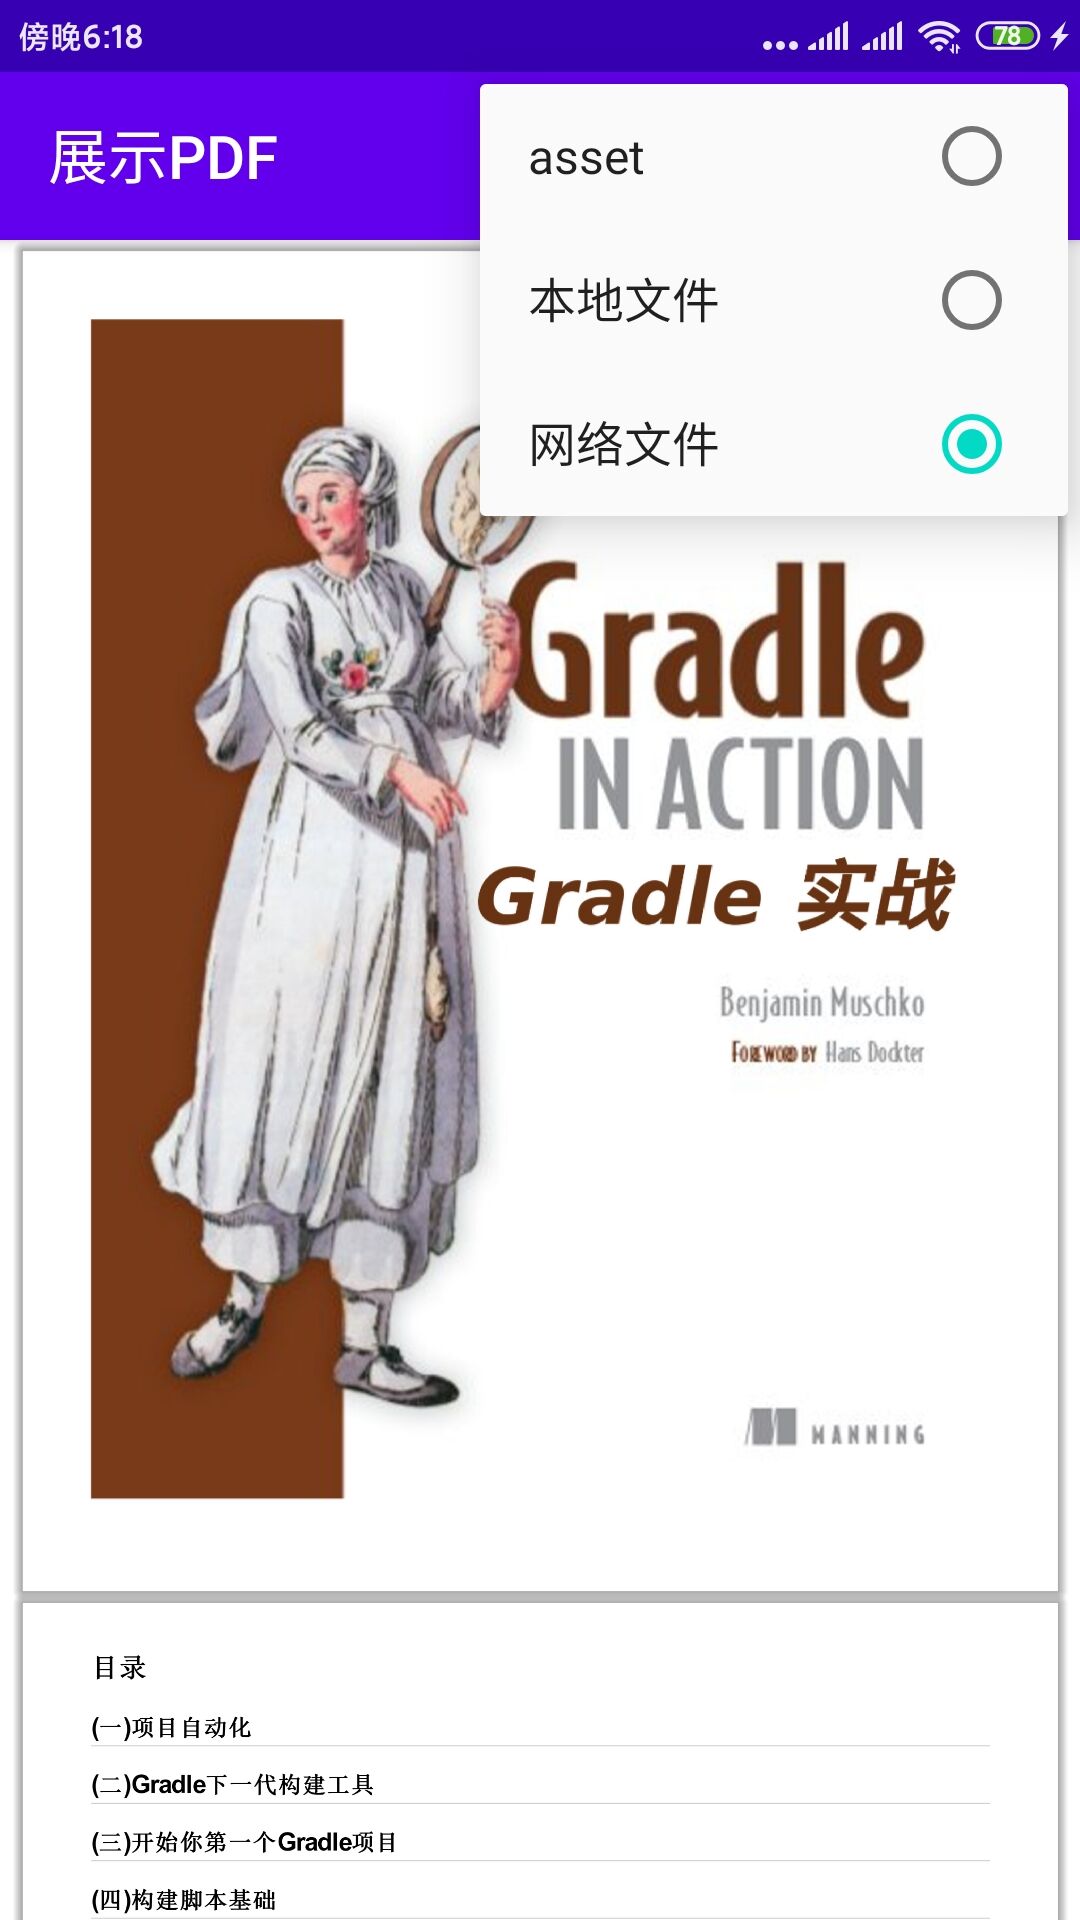 傍晚6:18
78
展示PDF
asset
本地文件
网络文件
Gradle
IN ACTION
Gradle 实战
Benjamin Muschko
FOREWORD BY Hans Dockter
MANNING
目录
(一)项目自动化
(二)Gradle下一代构建工具
(三)开始你第一个Gradle项目
(四)构建脚本基础